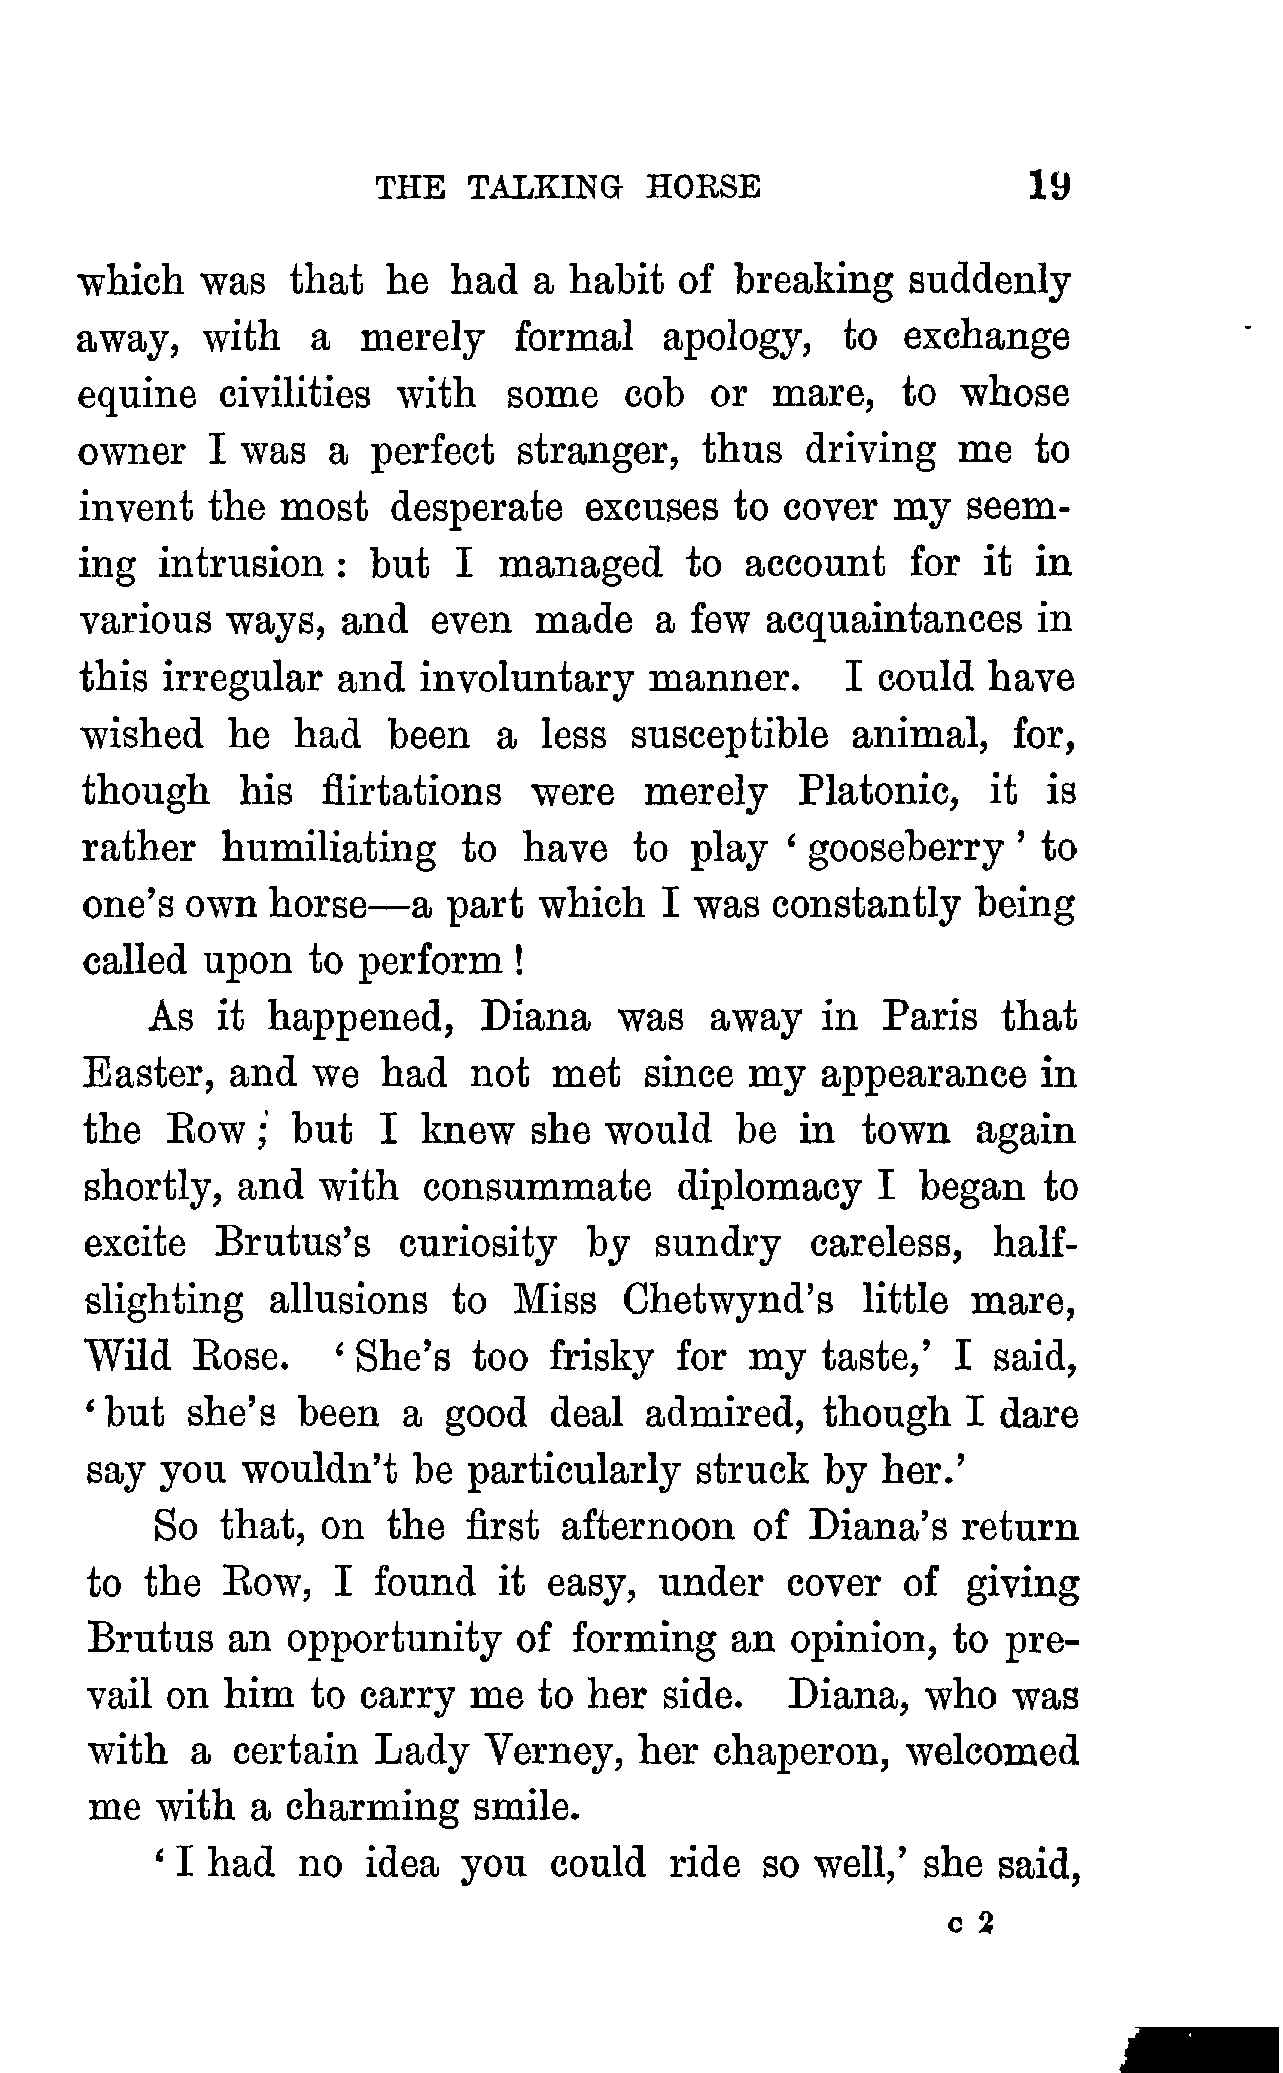 THE TALKING HORSE 19
which was that he had a habit of breaking suddenly
away, with a merely formal apology, to exchange
equine civilities with some cob or mare, to whose
owner I was a perfect stranger, thus driving me to
invent the most desperate excuses to cover my seem-
ing intrusion : but I managed to account for it in
various ways, and even made a few acquaintances in
this irregular and involuntary manner. I could have
wished he had been a less susceptible animal, for,
though his flirtations were merely Platonic, it is
rather humiliating to have to play ‘ gooseberry ’ to
one’s own horse—a part which I was constantly being
called upon to perform !
As it happened, Diana was away in Paris that
Easter, and we had not met since my appearance in
the Row ; but I knew she would be in town again
shortly, and with consummate diplomacy I began to
excite Brutus’s curiosity by sundry careless, half-
slighting allusions to Miss Chetwynd’s little mare,
Wild Rose. ‘ She’s too frisky for my taste,’ I said,
‘ but she’s been a good deal admired, though I dare
say you wouldn’t be particularly struck by her.’
So that, on the first afternoon of Diana’s return
to the Row, I found it easy, under cover of giving
Brutus an opportunity of forming an opinion, to pre-
vail on him to carry me to her side. Diana, who was
with a certain Lady Verney, her chaperon, welcomed
me with a charming smile.
‘ I had no idea you could ride so well,’ she said,
c 2